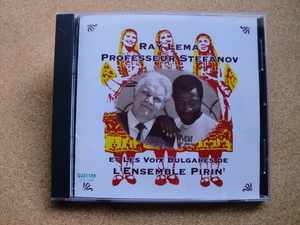 Ray Lema
Professeur Stefanov
et Les Voix Bulgares de
L'Ensemble Pirin'